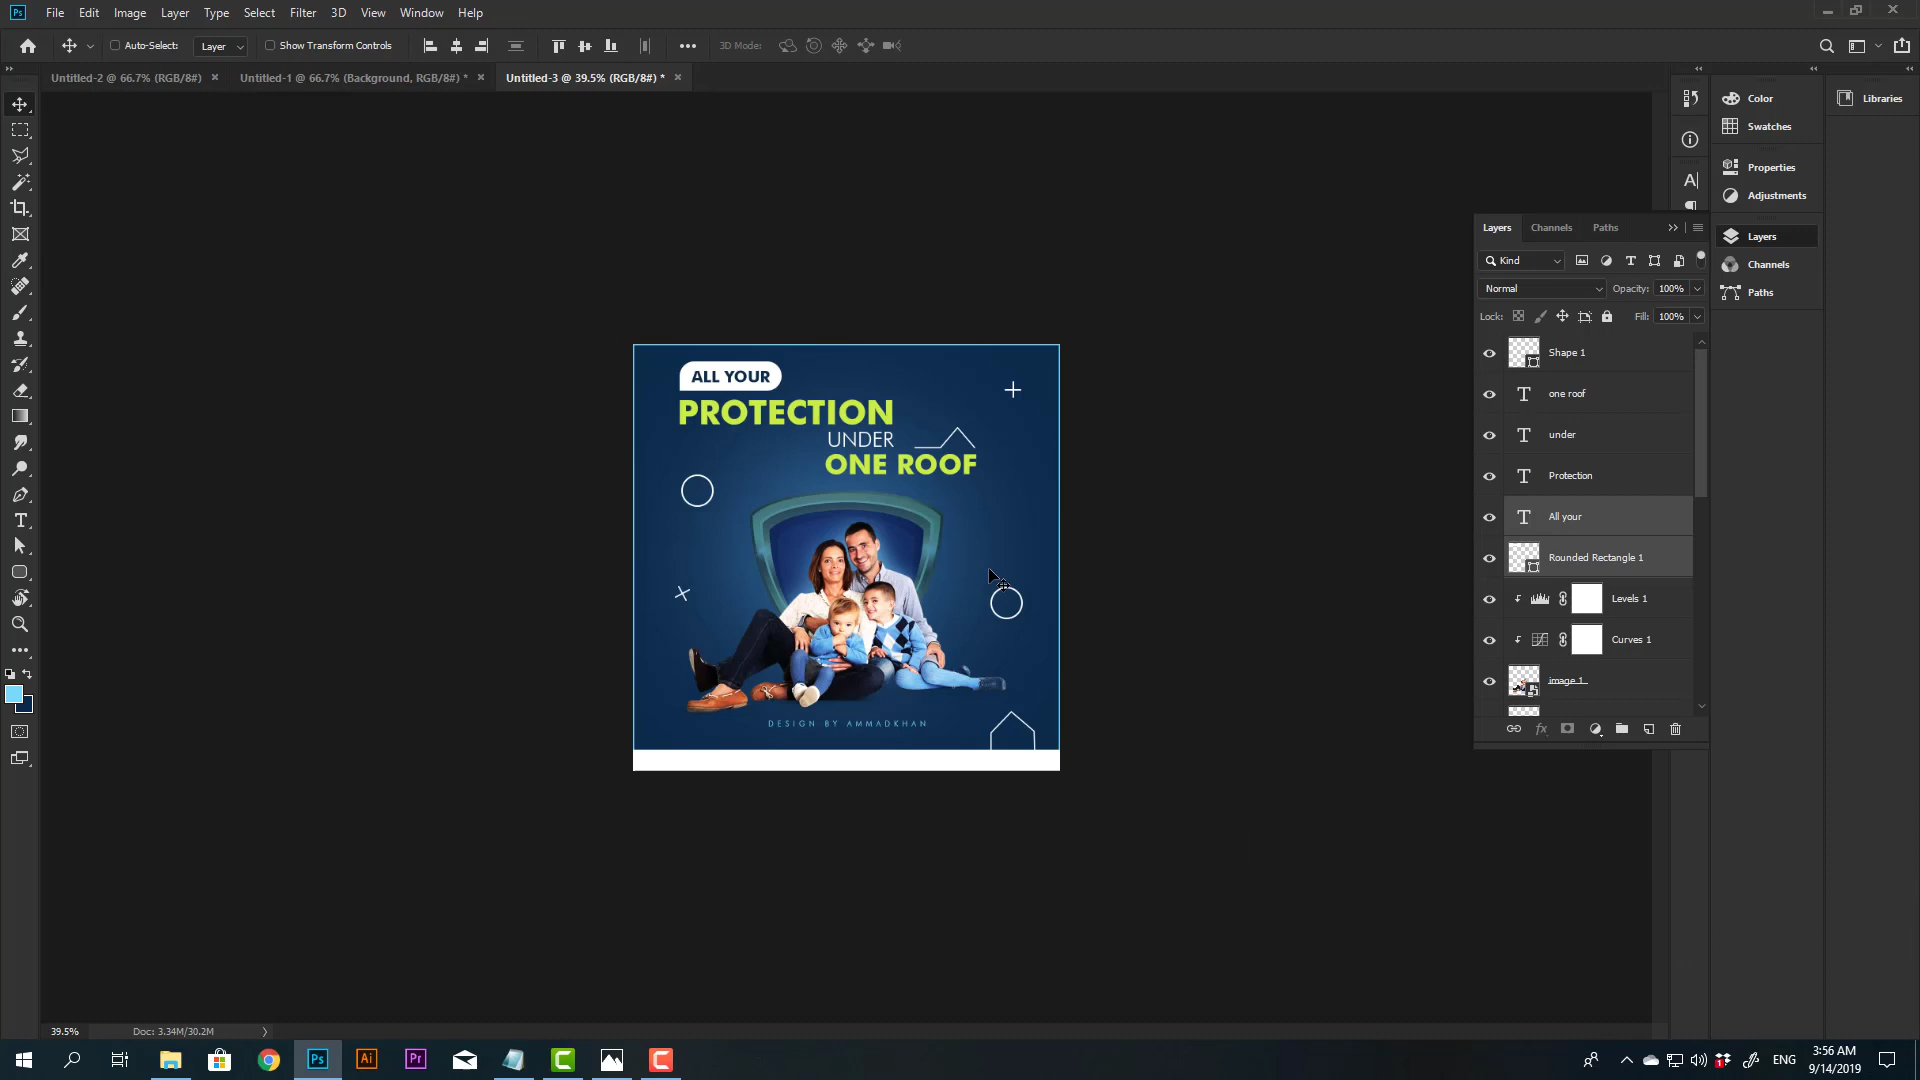 Ps File Edit Image Layer Type Select Filter 3D View Window Help
Auto-Select: Layer Show Transform Controls 3D Mode:
Untitled-2 @ 66.7% (RGB/8#) × Untitled-1 @ 66.7% (Background, RGB/8#) * × Untitled-3 @ 39.5% (RGB/8#) * ×
Color
Swatches
Properties
Adjustments
Layers
Channels
Paths
Libraries
Layers Channels Paths
Kind
Normal Opacity: 100%
Lock: Fill: 100%
Shape 1
one roof
under
Protection
All your
Rounded Rectangle 1
Levels 1
Curves 1
image 1
ALL YOUR
PROTECTION
UNDER
ONE ROOF
DESIGN BY AMMADKHAN
39.5% Doc: 3.34M/30.2M
Ps Ai Pr
ENG
3:56 AM
9/14/2019